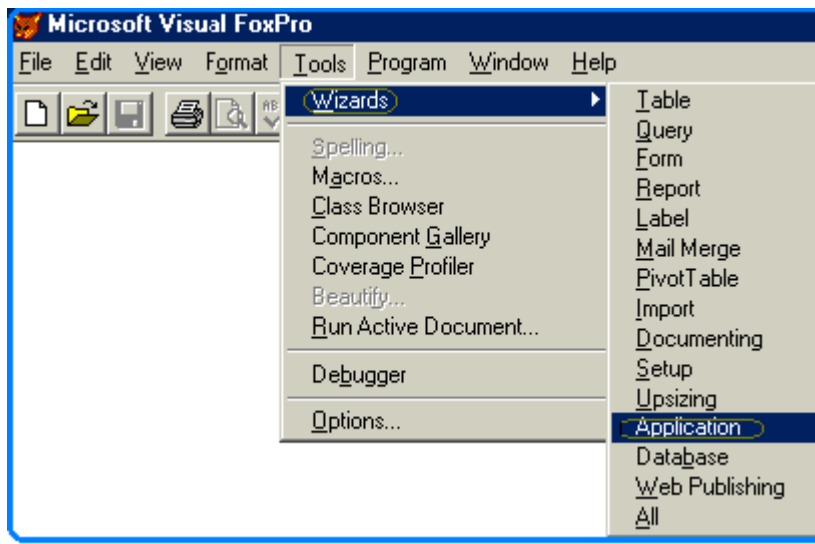 Microsoft Visual FoxPro
File Edit View Format Tools Program Window Help
Wizards
Spelling...
Macros...
Class Browser
Component Gallery
Coverage Profiler
Beautify...
Run Active Document...
Debugger
Options...
Table
Query
Form
Report
Label
Mail Merge
PivotTable
Import
Documenting
Setup
Upsizing
Application
Database
Web Publishing
All